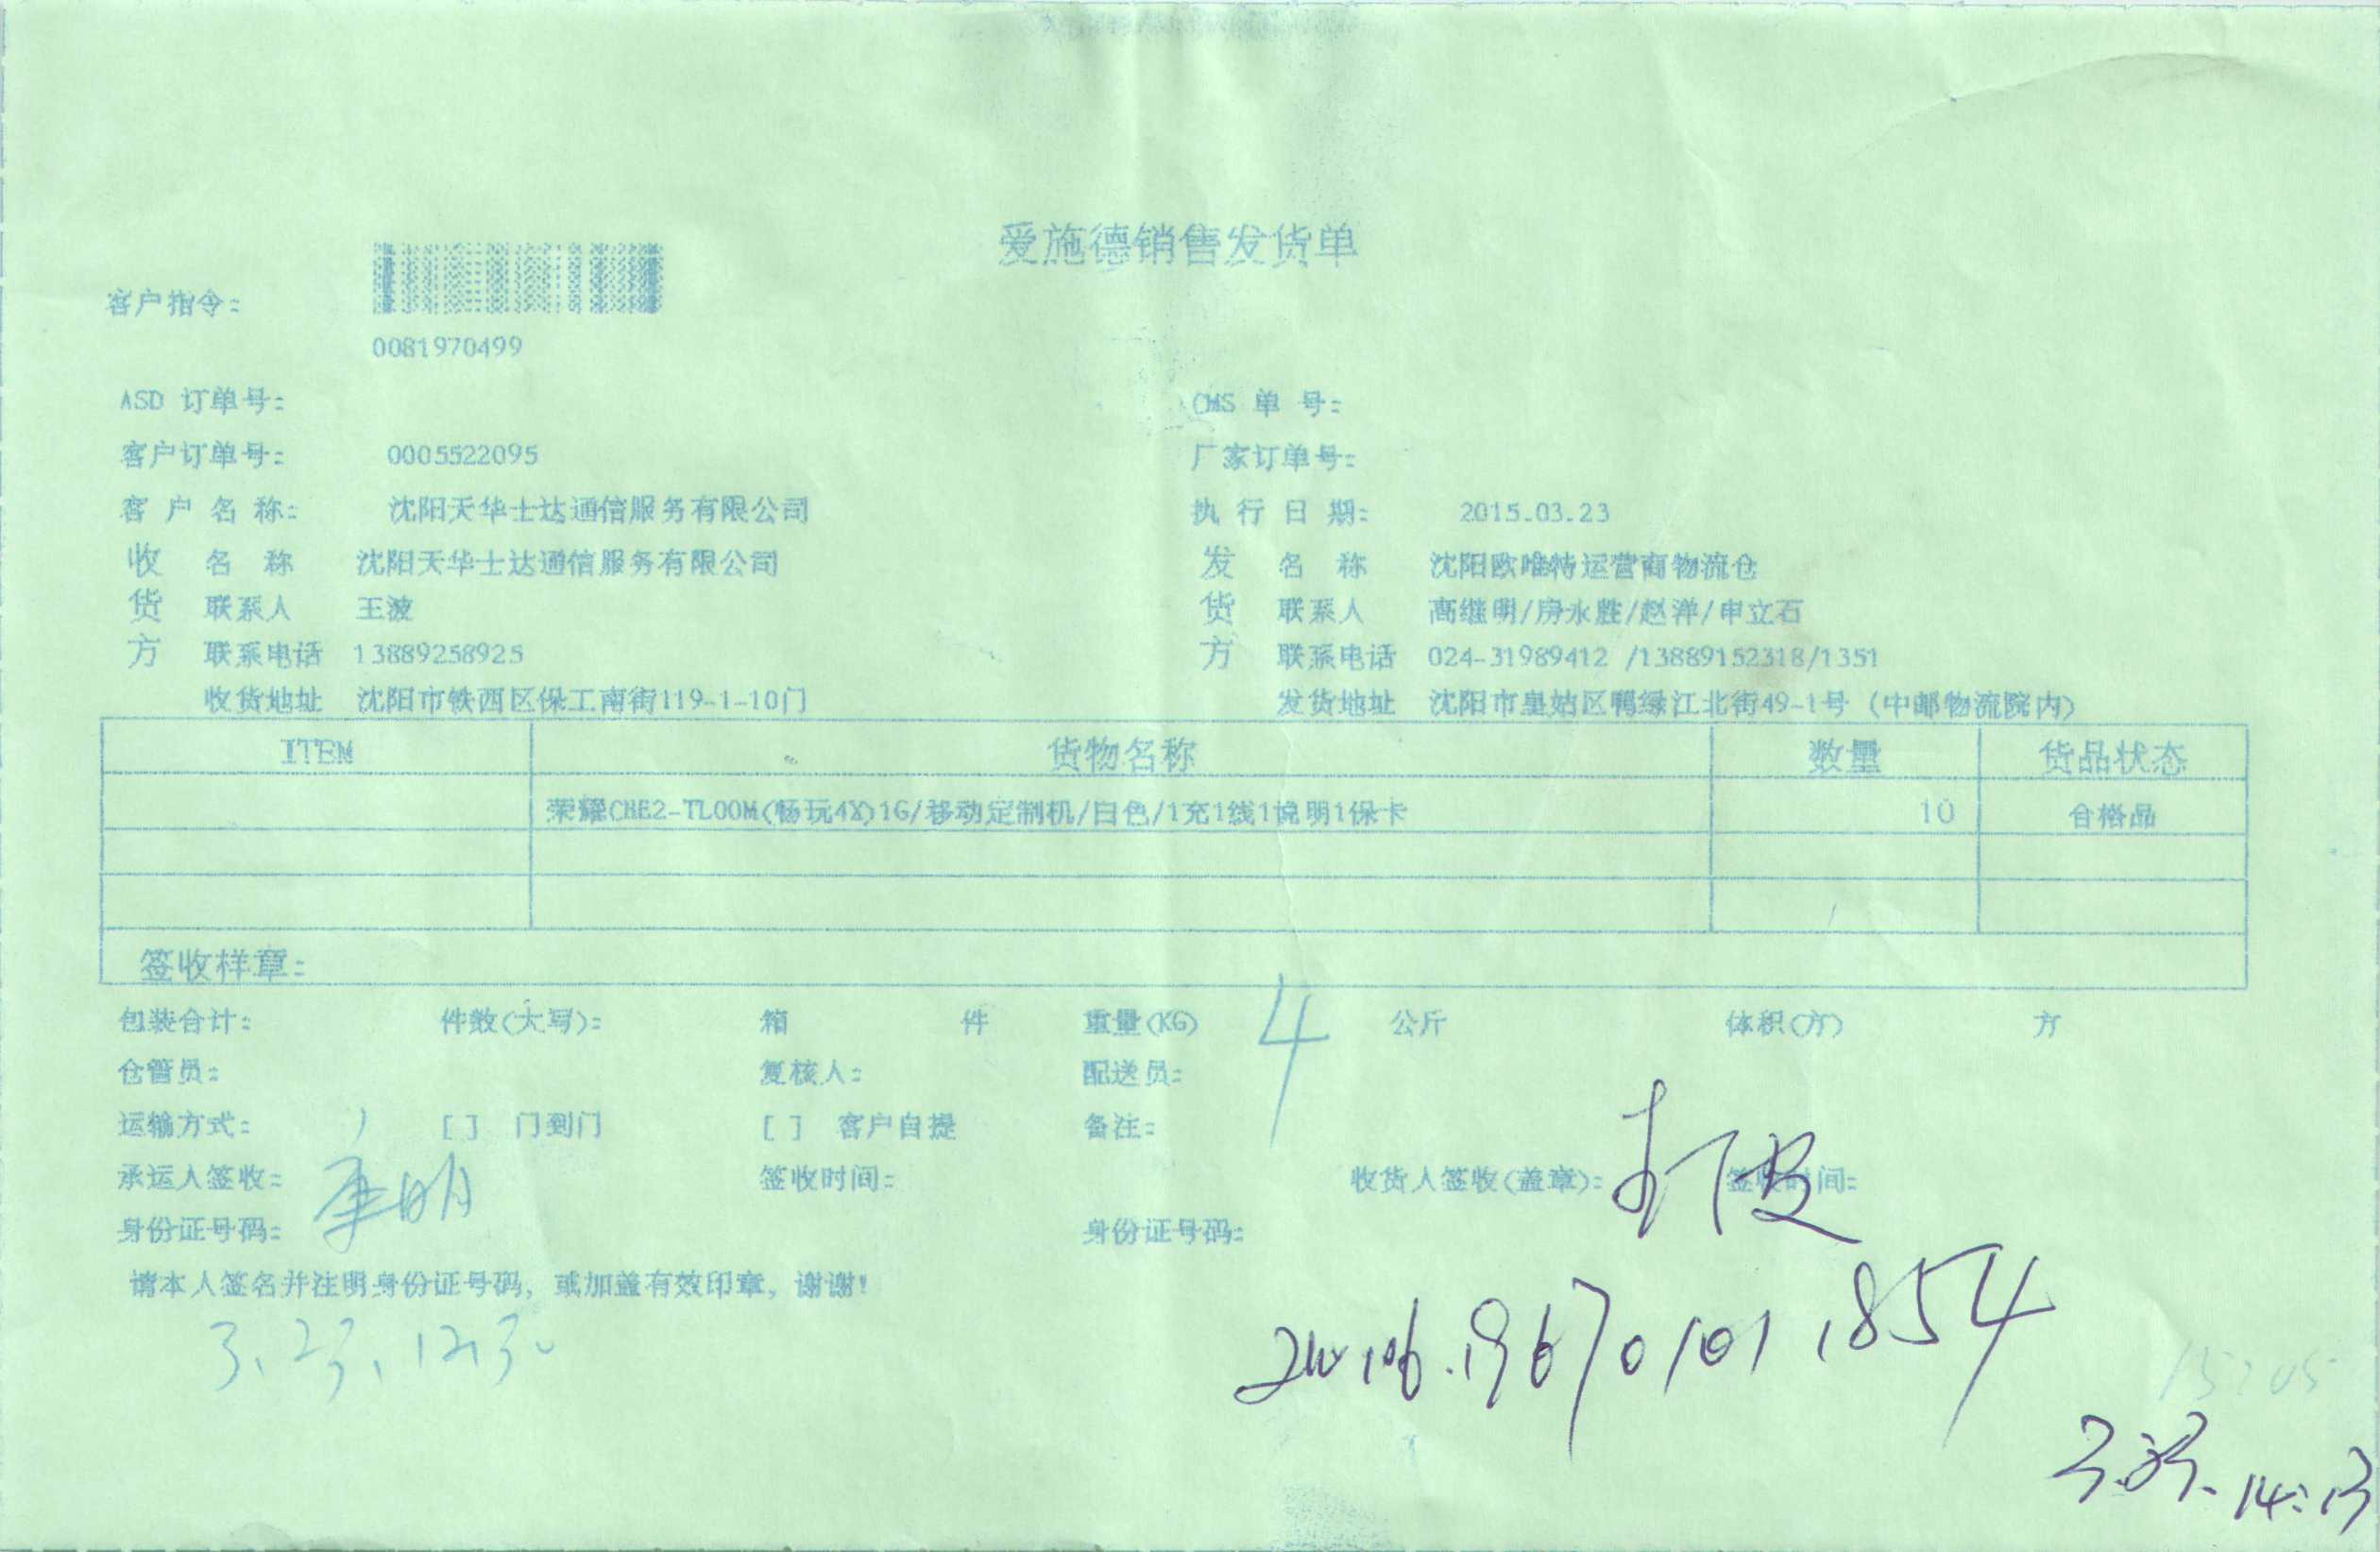 爱施德销售发货单
客户指令:
0081970499
ASD 订单号: CMS 单 号:
客户订单号: 0005522095 厂家订单号:
客 户 名 称: 沈阳天华士达通信服务有限公司 执 行 日 期: 2015.03.23
收 名 称 沈阳天华士达通信服务有限公司 发 名 称 沈阳欧唯特运营商物流仓
货 联系人 王波 货 联系人 高继明/房永胜/赵洋/申立石
方 联系电话 13889258925 方 联系电话 024-31989412 /13889152318/1351
收货地址 沈阳市铁西区保工南街119-1-10门 发货地址 沈阳市皇姑区鸭绿江北街49-1号 (中邮物流院内)
ITEM 货物名称 数量 货品状态
荣耀CHE2-TL00M(畅玩4X)1G/移动定制机/白色/1充1线1说明1保卡 10 合格品
签收样章:
包装合计: 件数(大写): 箱 件 重量(KG) 4 公斤 体积(方) 方
仓管员: 复核人: 配送员:
运输方式: [ ] 门到门 [ ] 客户自提 备注:
承运人签收: 签收时间: 收货人签收(盖章): 签收时间:
身份证号码: 身份证号码:
请本人签名并注明身份证号码, 或加盖有效印章, 谢谢!
3.23.12:30
3.23.